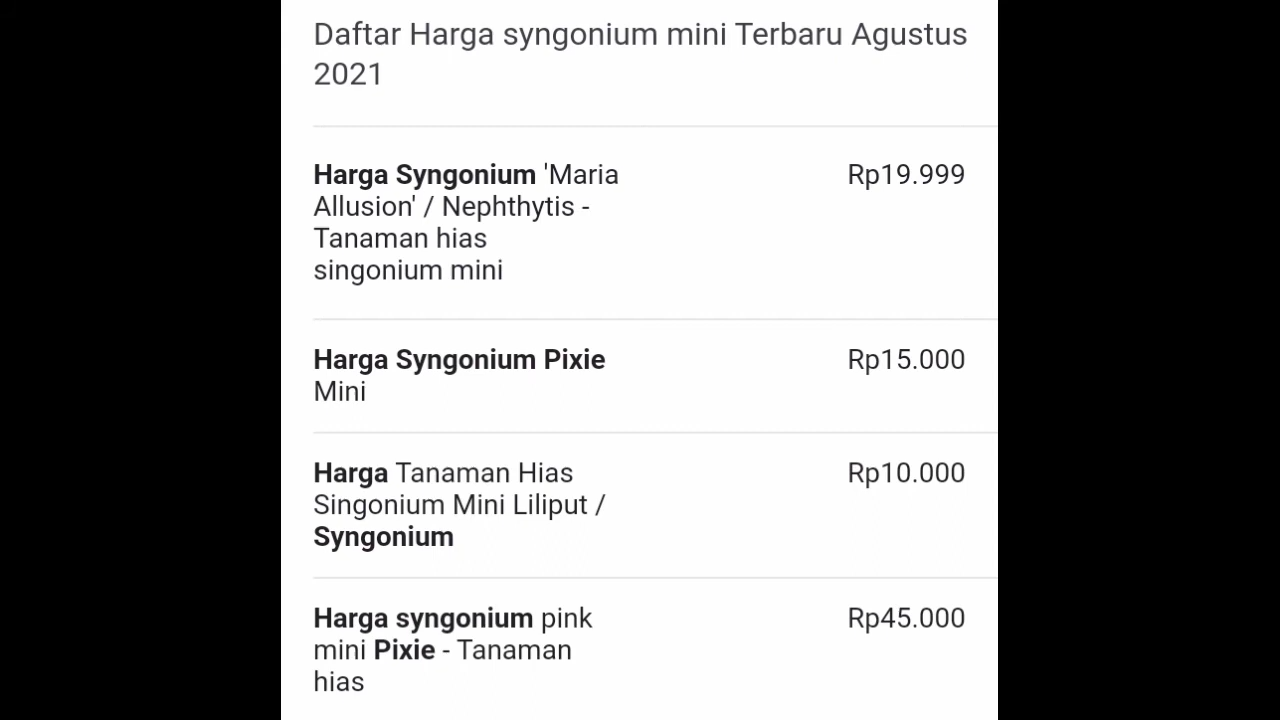 Daftar Harga syngonium mini Terbaru Agustus
2021
Harga Syngonium 'Maria
Allusion' / Nephthytis -
Tanaman hias
singonium mini
Rp19.999
Harga Syngonium Pixie
Mini
Rp15.000
Harga Tanaman Hias
Singonium Mini Liliput /
Syngonium
Rp10.000
Harga syngonium pink
mini Pixie - Tanaman
hias
Rp45.000